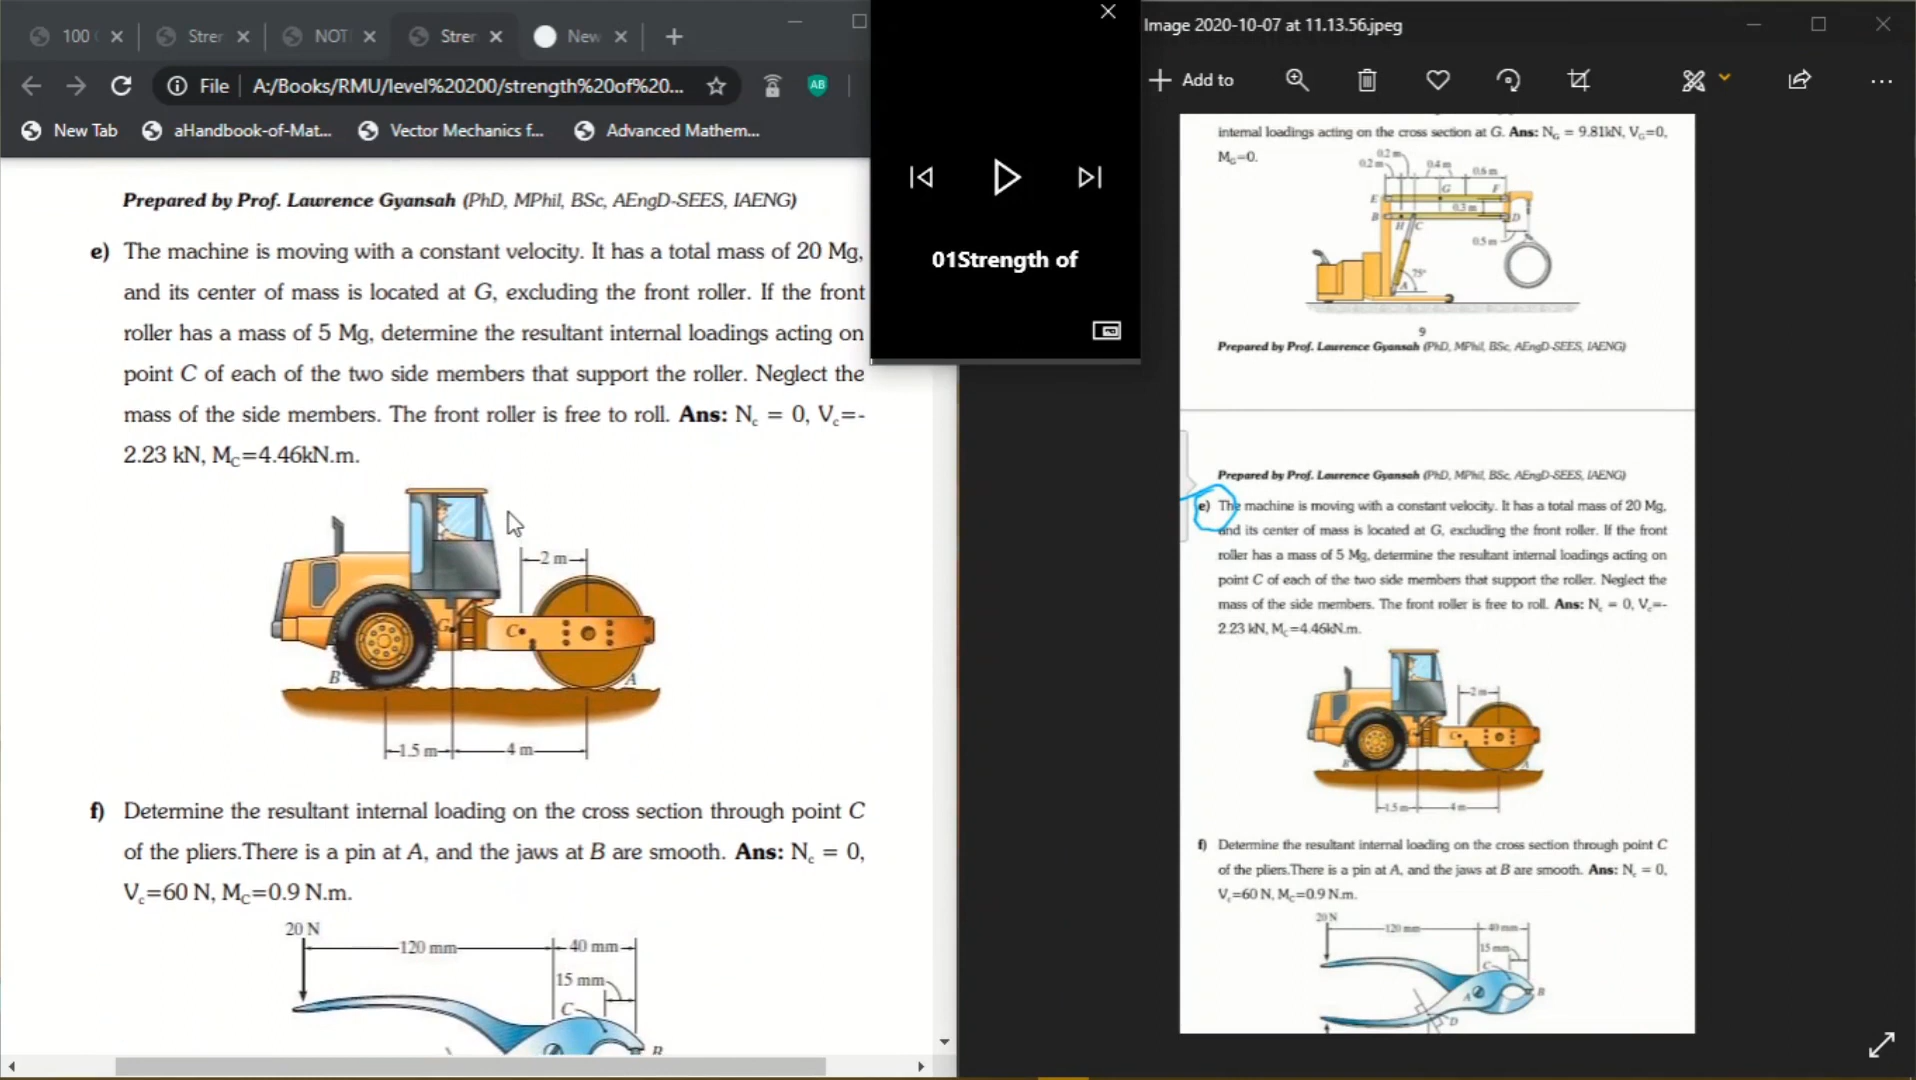 100
Strer
NOT
Strer
New
File
A:/Books/RMU/level%20200/strength%20of%20...
New Tab
aHandbook-of-Mat...
Vector Mechanics f...
Advanced Mathem...
Prepared by Prof. Lawrence Gyansah (PhD, MPhil, BSc, AEngD-SEES, IAENG)
e) The machine is moving with a constant velocity. It has a total mass of 20 Mg,
and its center of mass is located at G, excluding the front roller. If the front
roller has a mass of 5 Mg, determine the resultant internal loadings acting on
point C of each of the two side members that support the roller. Neglect the
mass of the side members. The front roller is free to roll. Ans: Nc = 0, Vc=-
2.23 kN, MC=4.46kN.m.
2 m
G
C
B
A
1.5 m
4 m
f) Determine the resultant internal loading on the cross section through point C
of the pliers.There is a pin at A, and the jaws at B are smooth. Ans: Nc = 0,
Vc=60 N, MC=0.9 N.m.
20 N
120 mm
40 mm
15 mm
C
B
01Strength of
Image 2020-10-07 at 11.13.56.jpeg
Add to
internal loadings acting on the cross section at G. Ans: NG = 9.81kN, VG=0,
MG=0.
0.2 m
0.2 m
0.4 m
0.6 m
G
F
E
0.3 m
B
D
H
C
0.5 m
75°
A
9
Prepared by Prof. Lawrence Gyansah (PhD, MPhil, BSc, AEngD-SEES, IAENG)
Prepared by Prof. Lawrence Gyansah (PhD, MPhil, BSc, AEngD-SEES, IAENG)
e) The machine is moving with a constant velocity. It has a total mass of 20 Mg,
and its center of mass is located at G, excluding the front roller. If the front
roller has a mass of 5 Mg, determine the resultant internal loadings acting on
point C of each of the two side members that support the roller. Neglect the
mass of the side members. The front roller is free to roll. Ans: Nc = 0, Vc=-
2.23 kN, MC=4.46kN.m.
2 m
C
B
A
1.5 m
4 m
f) Determine the resultant internal loading on the cross section through point C
of the pliers.There is a pin at A, and the jaws at B are smooth. Ans: Nc = 0,
Vc=60 N, MC=0.9 N.m.
20 N
120 mm
40 mm
15 mm
C
A
B
D